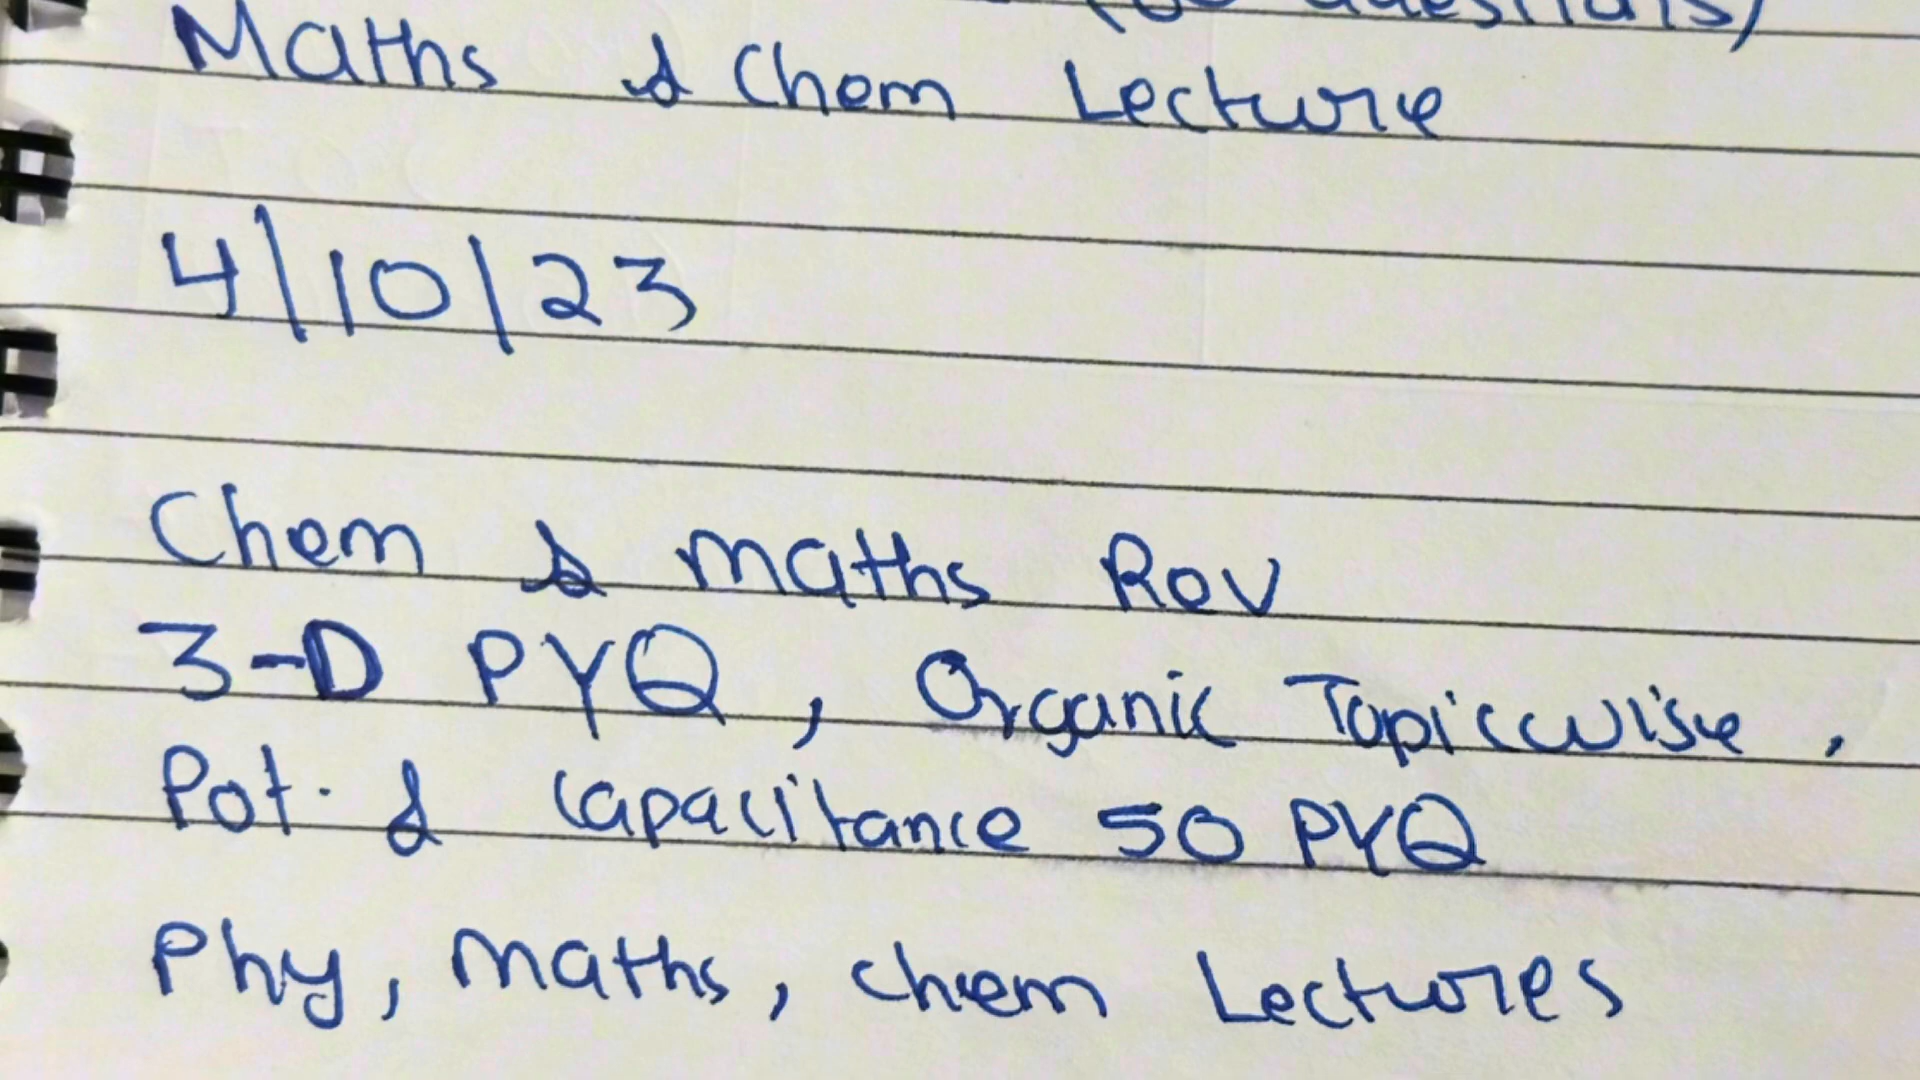 questions)
Maths & Chem Lecture
4/10/23
Chem & maths Rev
3-D PYQ, Organic Topicwise,
Pot. & Capacitance 50 PYQ
Phy, maths, chem Lectures